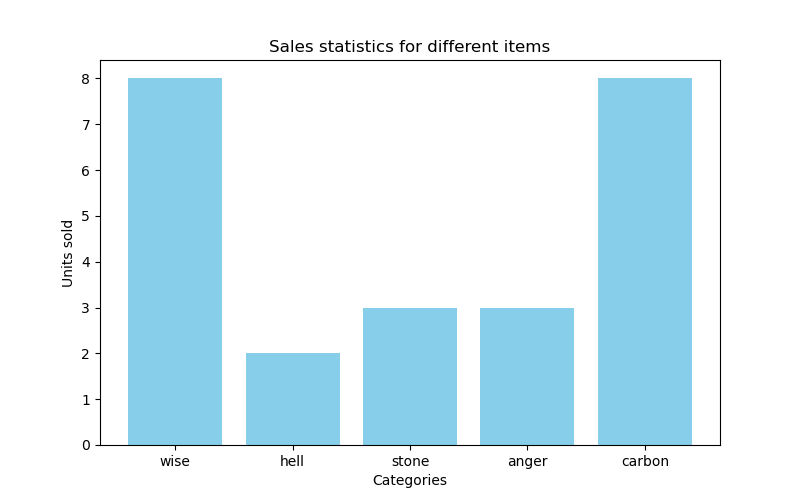 Sales statistics for different items
Units sold
8
7
6
5
4
3
2
1
0
wise hell stone anger carbon
Categories